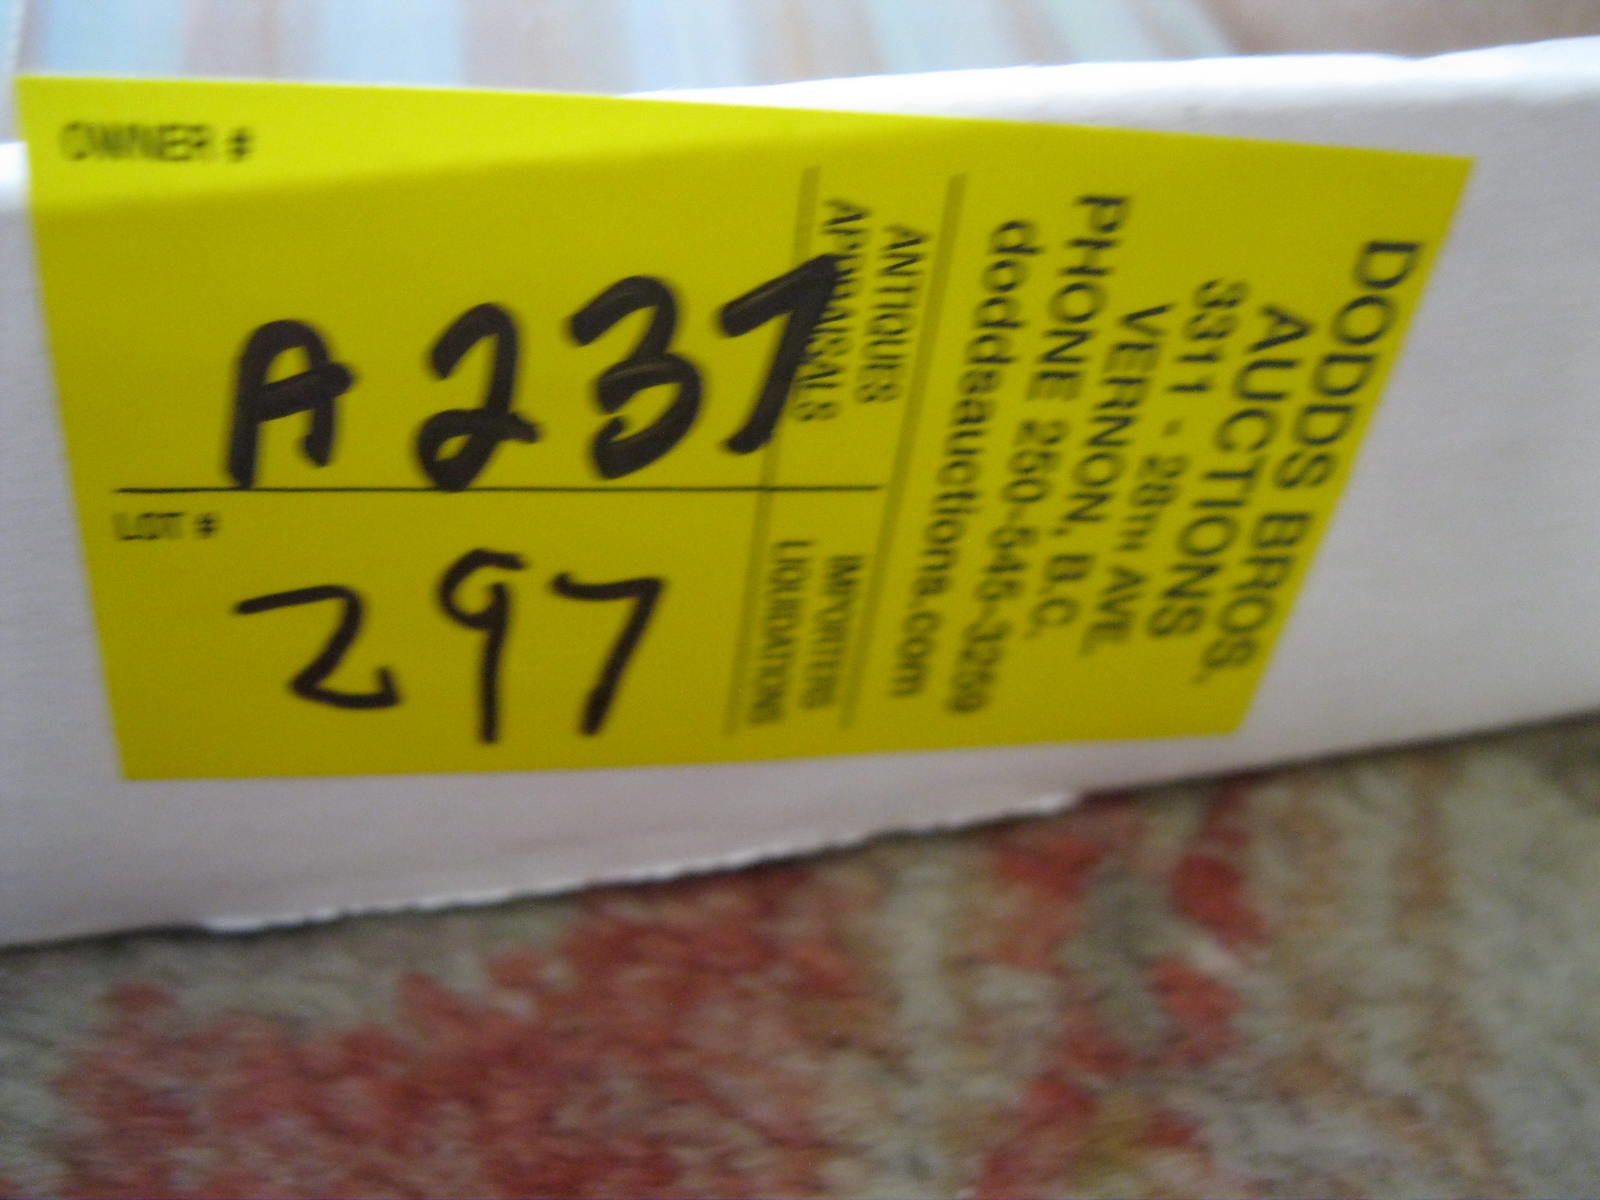 DODDS BROS.
AUCTIONS
3311 - 28TH AVE.
VERNON, B.C.
PHONE 250-545-3259
doddsauctions.com
ANTIQUES
APPRAISALS
IMPORTERS
LIQUIDATIONS
OWNER #
A237
LOT #
297